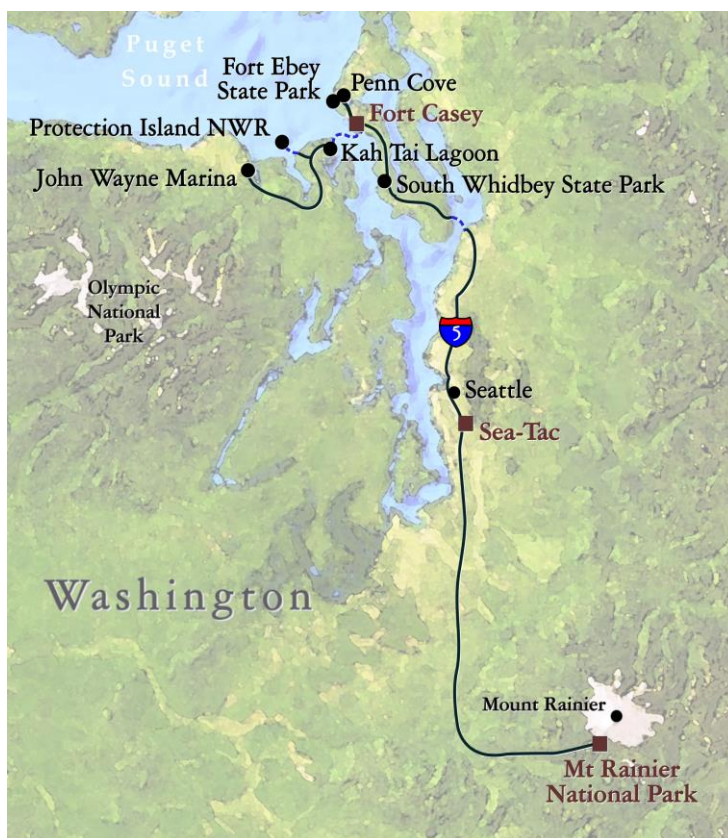 Puget
Sound
Fort Ebey
State Park
Penn Cove
Fort Casey
Protection Island NWR
Kah Tai Lagoon
John Wayne Marina
South Whidbey State Park
Olympic
National
Park
5
Seattle
Sea-Tac
Washington
Mount Rainier
Mt Rainier
National Park